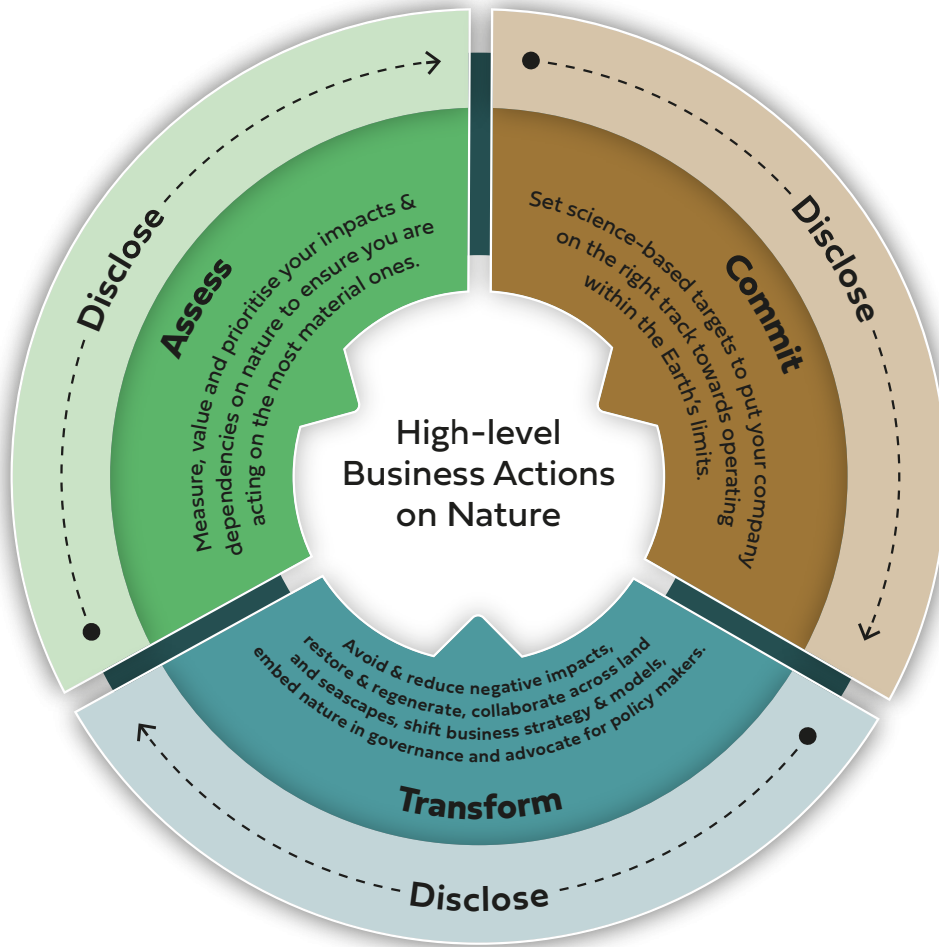 High-level
Business Actions
on Nature
Disclose
Assess
Measure, value and prioritise your impacts &
dependencies on nature to ensure you are
acting on the most material ones.
Disclose
Commit
Set science-based targets to put your company
on the right track towards operating
within the Earth's limits.
Avoid & reduce negative impacts,
restore & regenerate, collaborate across land
and seascapes, shift business strategy & models,
embed nature in governance and advocate for policy makers.
Transform
Disclose